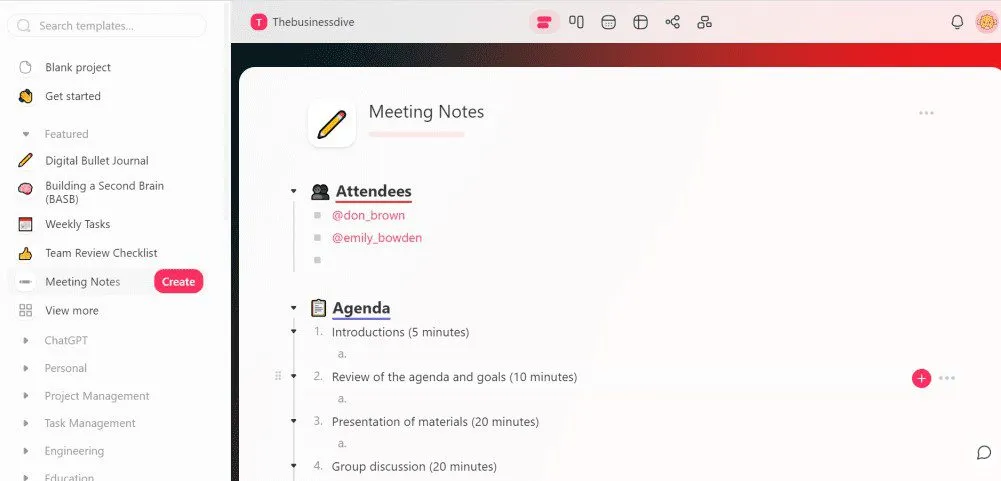 Search templates...
Blank project
Get started
Featured
Digital Bullet Journal
Building a Second Brain
(BASB)
Weekly Tasks
Team Review Checklist
Meeting Notes
Create
View more
ChatGPT
Personal
Project Management
Task Management
Engineering
Education
T Thebusinessdive
Meeting Notes
Attendees
@don_brown
@emily_bowden
Agenda
1. Introductions (5 minutes)
a.
2. Review of the agenda and goals (10 minutes)
a.
3. Presentation of materials (20 minutes)
a.
4. Group discussion (20 minutes)